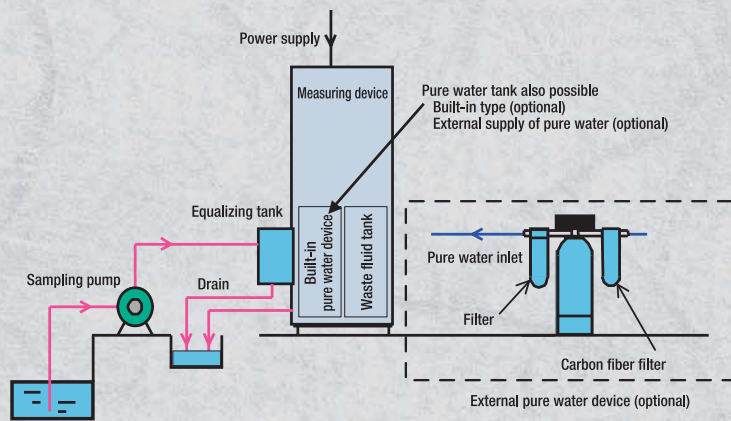 Power supply
Measuring device
Pure water tank also possible
Built-in type (optional)
External supply of pure water (optional)
Equalizing tank
Built-in
pure water device
Waste fluid tank
Pure water inlet
Sampling pump
Drain
Filter
Carbon fiber filter
External pure water device (optional)